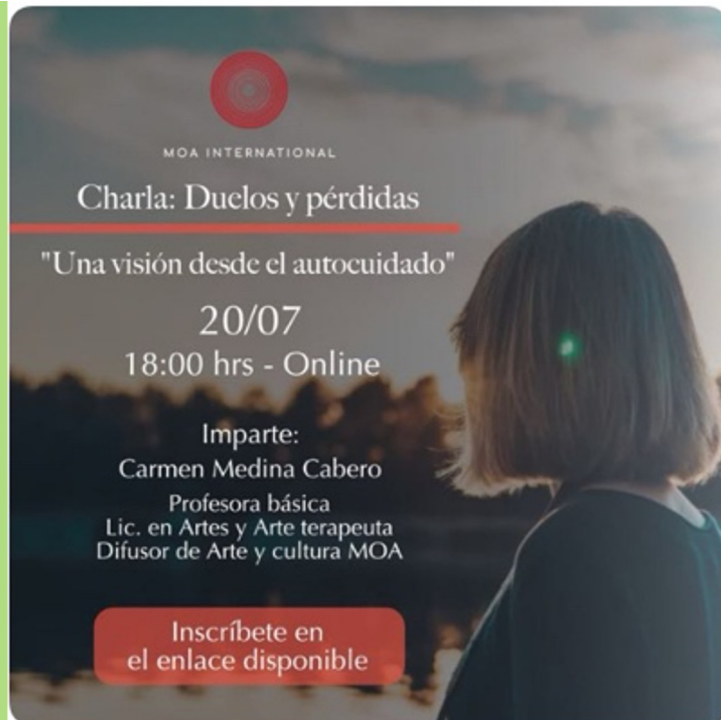 MOA INTERNATIONAL
Charla: Duelos y pérdidas
"Una visión desde el autocuidado"
20/07
18:00 hrs - Online
Imparte:
Carmen Medina Cabero
Profesora básica
Lic. en Artes y Arte terapeuta
Difusor de Arte y cultura MOA
Inscríbete en
el enlace disponible